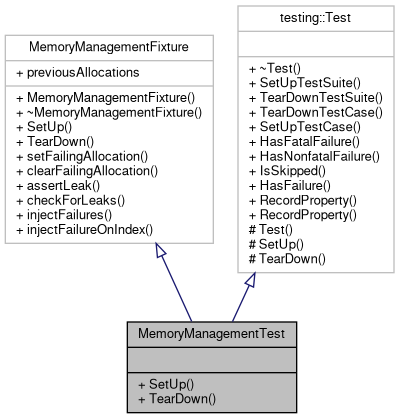 MemoryManagementFixture
+ previousAllocations
+ MemoryManagementFixture()
+ ~MemoryManagementFixture()
+ SetUp()
+ TearDown()
+ setFailingAllocation()
+ clearFailingAllocation()
+ assertLeak()
+ checkForLeaks()
+ injectFailures()
+ injectFailureOnIndex()
testing::Test
+ ~Test()
+ SetUpTestSuite()
+ TearDownTestSuite()
+ TearDownTestCase()
+ SetUpTestCase()
+ HasFatalFailure()
+ HasNonfatalFailure()
+ IsSkipped()
+ HasFailure()
+ RecordProperty()
+ RecordProperty()
# Test()
# SetUp()
# TearDown()
MemoryManagementTest
+ SetUp()
+ TearDown()